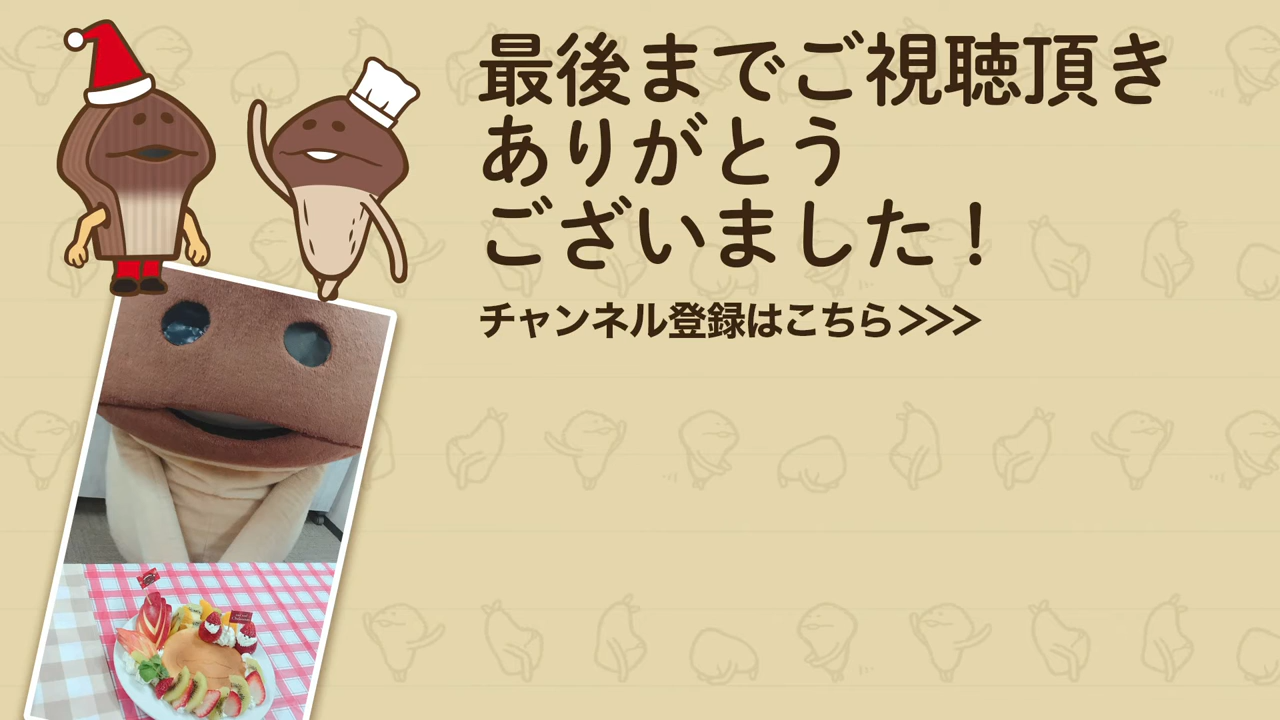 最後までご視聴頂き
ありがとう
ございました！
チャンネル登録はこちら>>>